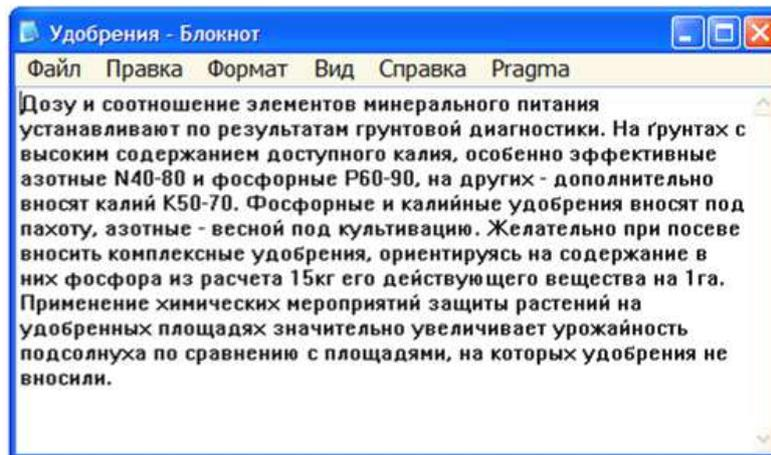 Удобрения - Блокнот
Файл Правка Формат Вид Справка Pragma
Дозу и соотношение элементов минерального питания
устанавливают по результатам грунтовой диагностики. На ґрунтах с
высоким содержанием доступного калия, особенно эффективные
азотные N40-80 и фосфорные P60-90, на других - дополнительно
вносят калий K50-70. Фосфорные и калийные удобрения вносят под
пахоту, азотные - весной под культивацию. Желательно при посеве
вносить комплексные удобрения, ориентируясь на содержание в
них фосфора из расчета 15кг его действующего вещества на 1га.
Применение химических мероприятий защиты растений на
удобренных площадях значительно увеличивает урожайность
подсолнуха по сравнению с площадями, на которых удобрения не
вносили.